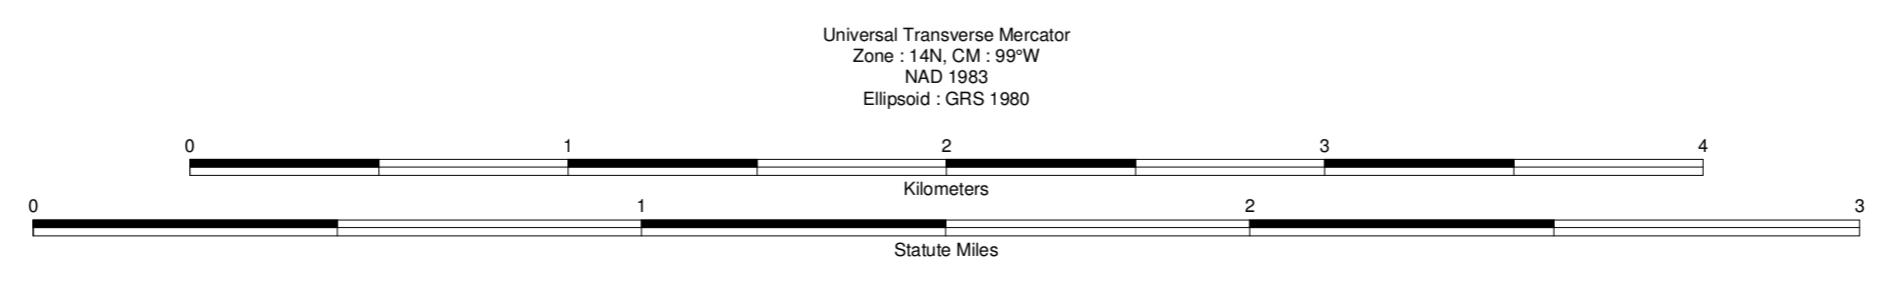 Universal Transverse Mercator
Zone : 14N, CM : 99°W
NAD 1983
Ellipsoid : GRS 1980
0 1 2 3 4
Kilometers
0 1 2 3
Statute Miles